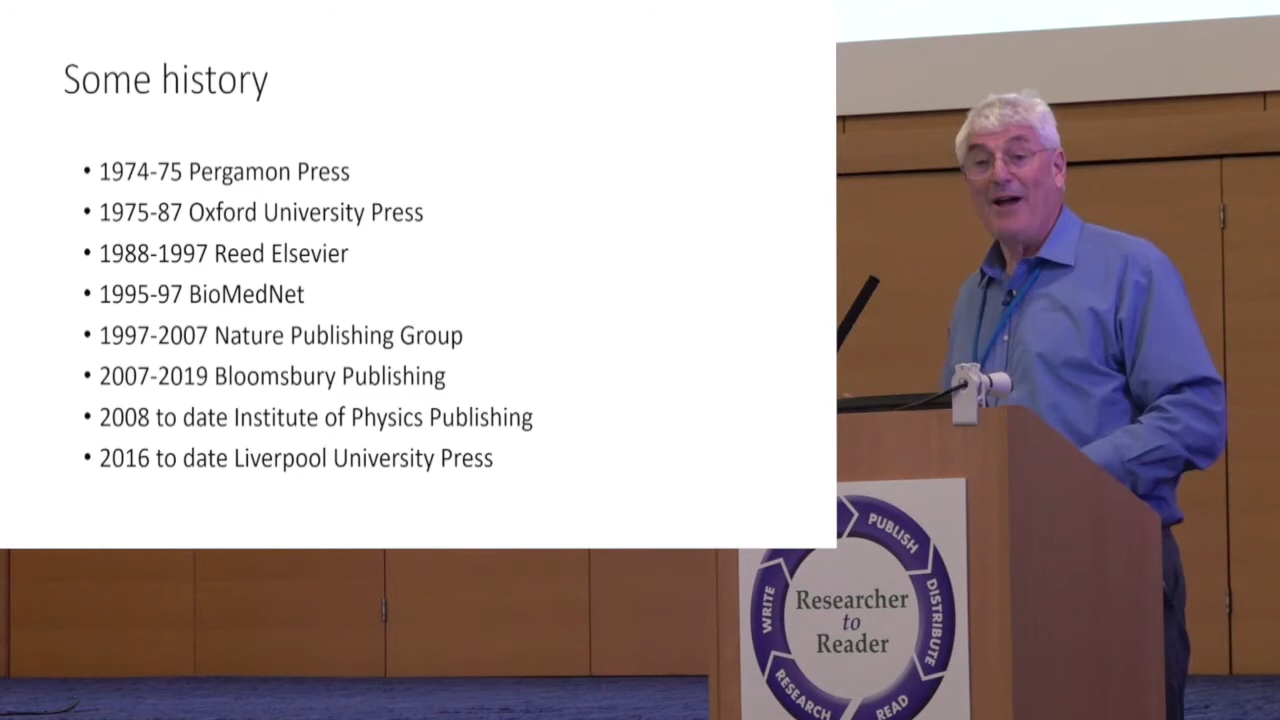 Some history
• 1974-75 Pergamon Press
• 1975-87 Oxford University Press
• 1988-1997 Reed Elsevier
• 1995-97 BioMedNet
• 1997-2007 Nature Publishing Group
• 2007-2019 Bloomsbury Publishing
• 2008 to date Institute of Physics Publishing
• 2016 to date Liverpool University Press
PUBLISH
DISTRIBUTE
READ
RESEARCH
WRITE
Researcher
to
Reader